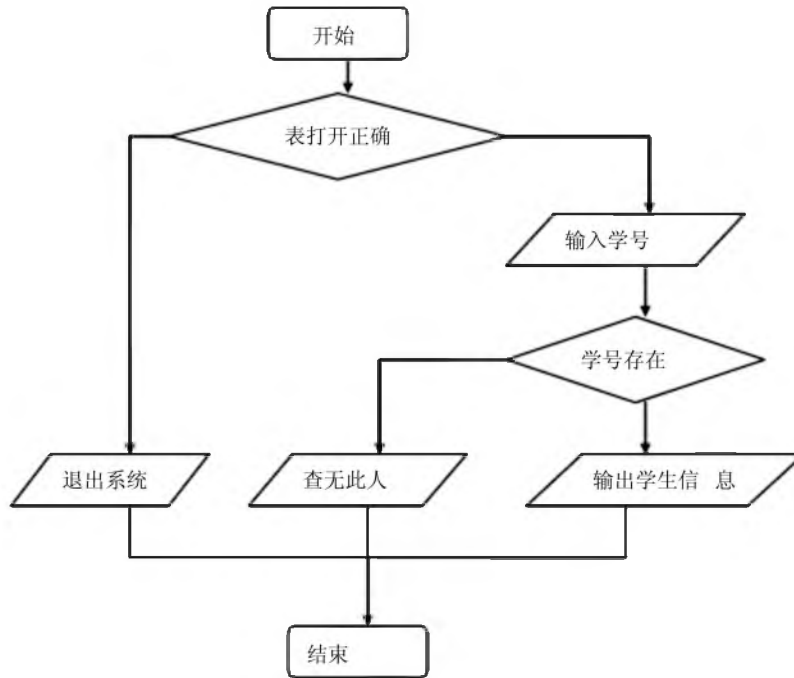 开始
表打开正确
输入学号
学号存在
退出系统
查无此人
输出学生信 息
结束